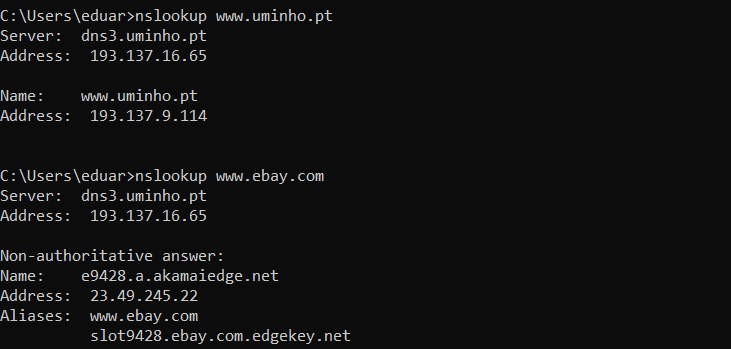 C:\Users\eduar>nslookup www.uminho.pt
Server:  dns3.uminho.pt
Address:  193.137.16.65

Name:    www.uminho.pt
Address:  193.137.9.114


C:\Users\eduar>nslookup www.ebay.com
Server:  dns3.uminho.pt
Address:  193.137.16.65

Non-authoritative answer:
Name:    e9428.a.akamaiedge.net
Address:  23.49.245.22
Aliases:  www.ebay.com
          slot9428.ebay.com.edgekey.net